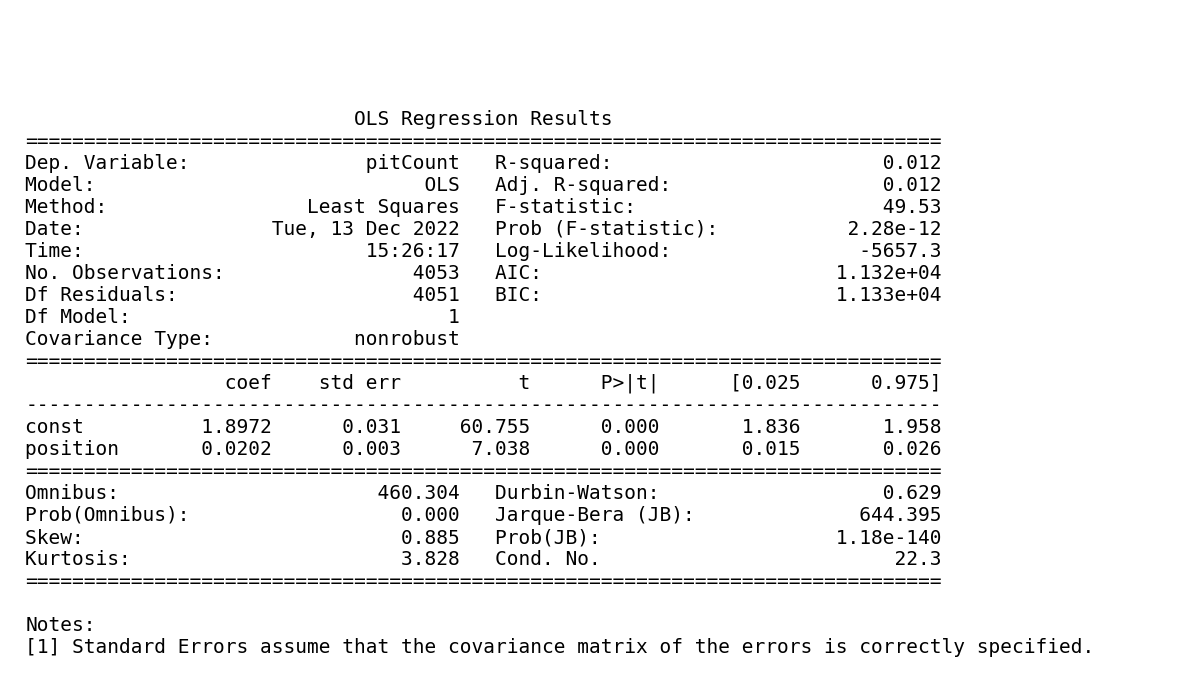 OLS Regression Results
==============================================================================
Dep. Variable:               pitCount   R-squared:                       0.012
Model:                            OLS   Adj. R-squared:                  0.012
Method:                 Least Squares   F-statistic:                     49.53
Date:                Tue, 13 Dec 2022   Prob (F-statistic):           2.28e-12
Time:                        15:26:17   Log-Likelihood:                -5657.3
No. Observations:                4053   AIC:                         1.132e+04
Df Residuals:                    4051   BIC:                         1.133e+04
Df Model:                           1
Covariance Type:            nonrobust
==============================================================================
                 coef    std err          t      P>|t|      [0.025      0.975]
------------------------------------------------------------------------------
const          1.8972      0.031     60.755      0.000       1.836       1.958
position       0.0202      0.003      7.038      0.000       0.015       0.026
==============================================================================
Omnibus:                      460.304   Durbin-Watson:                   0.629
Prob(Omnibus):                  0.000   Jarque-Bera (JB):              644.395
Skew:                           0.885   Prob(JB):                    1.18e-140
Kurtosis:                       3.828   Cond. No.                         22.3
==============================================================================

Notes:
[1] Standard Errors assume that the covariance matrix of the errors is correctly specified.